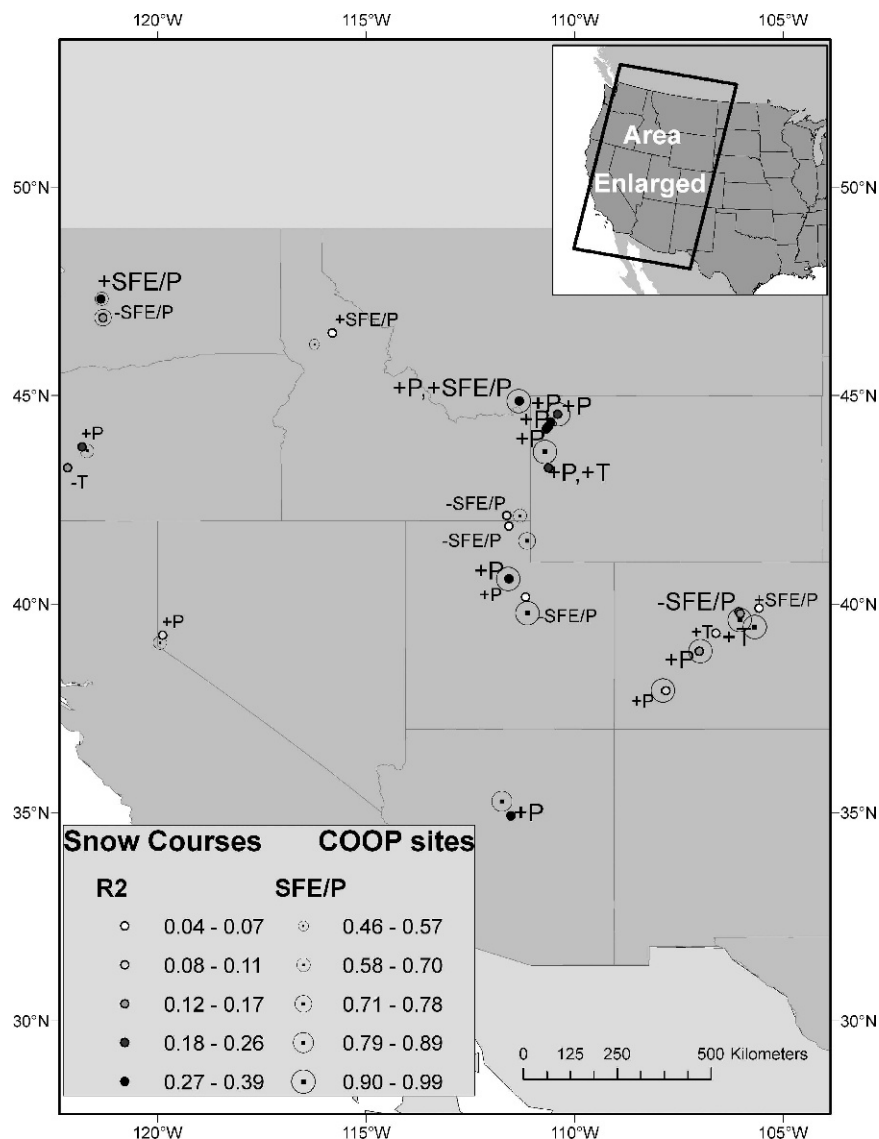 120°W 115°W 110°W 105°W
Area
Enlarged
50°N 50°N
+SFE/P
-SFE/P
+SFE/P
45°N 45°N
+P, +SFE/P
+P
+P
+P
+P
+P
-T
+P, +T
-SFE/P
-SFE/P
40°N 40°N
+P
+P
-SFE/P
+P
-SFE/P
+SFE/P
+T
+T
+P
+P
35°N 35°N
+P
Snow Courses COOP sites
R2 SFE/P
0.04 - 0.07 0.46 - 0.57
0.08 - 0.11 0.58 - 0.70
0.12 - 0.17 0.71 - 0.78
0.18 - 0.26 0.79 - 0.89
0.27 - 0.39 0.90 - 0.99
30°N 30°N
0 125 250 500 Kilometers
120°W 115°W 110°W 105°W